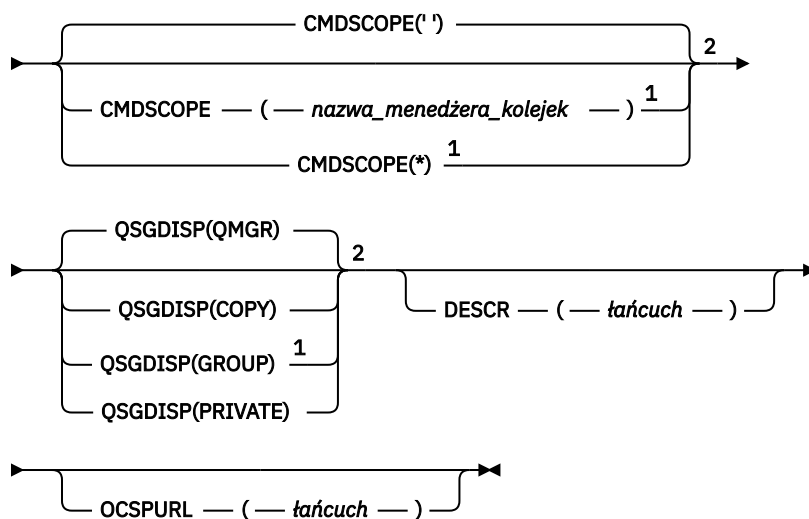 CMDSCOPE(' ')
2
CMDSCOPE ( nazwa_menedżera_kolejek ) 1
CMDSCOPE(*) 1
QSGDISP(QMGR)
2
QSGDISP(COPY)
DESCR ( łańcuch )
QSGDISP(GROUP) 1
QSGDISP(PRIVATE)
OCSPURL ( łańcuch )